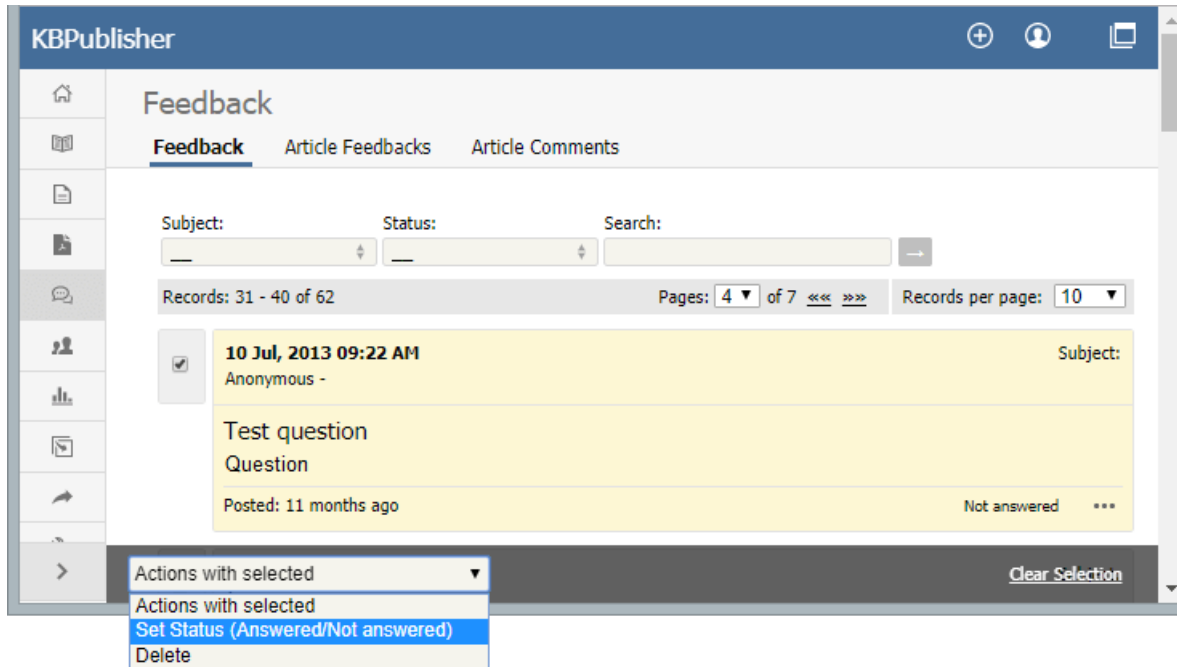 KBPublisher
Feedback
Feedback Article Feedbacks Article Comments
Subject: Status: Search:
__ __ →
Records: 31 - 40 of 62 Pages: 4 ▼ of 7 «« »» Records per page: 10 ▼
10 Jul, 2013 09:22 AM Subject:
Anonymous -
Test question
Question
Posted: 11 months ago Not answered •••
Actions with selected ▼ Clear Selection
Actions with selected
Set Status (Answered/Not answered)
Delete